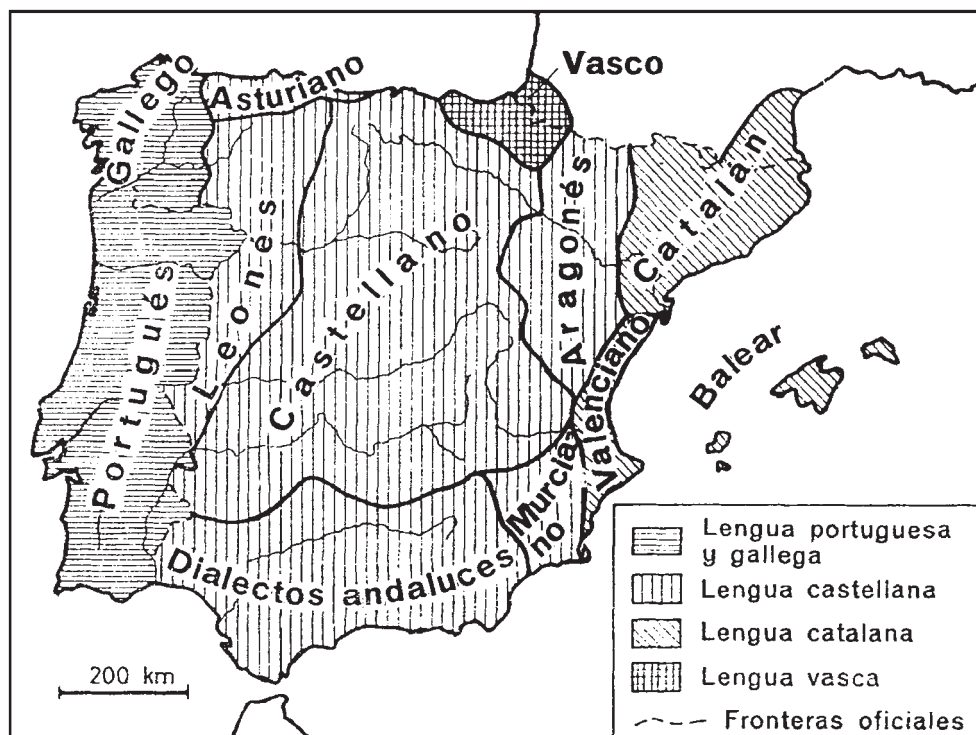 Gallego
Asturiano
Vasco
Portugués
Leonés
Castellano
Aragonés
Catalán
Valenciano
Balear
Murcia
no
Dialectos andaluces
200 km
Lengua portuguesa
y gallega
Lengua castellana
Lengua catalana
Lengua vasca
Fronteras oficiales